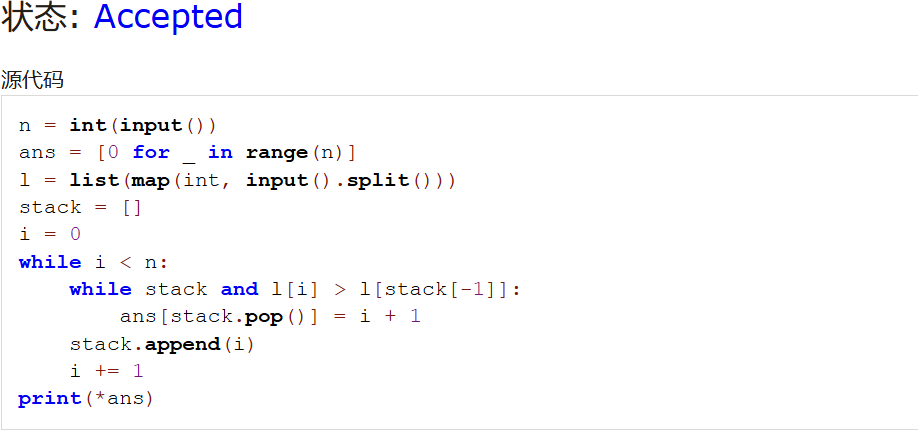 状态: Accepted
源代码
n = int(input())
ans = [0 for _ in range(n)]
l = list(map(int, input().split()))
stack = []
i = 0
while i < n:
    while stack and l[i] > l[stack[-1]]:
        ans[stack.pop()] = i + 1
    stack.append(i)
    i += 1
print(*ans)